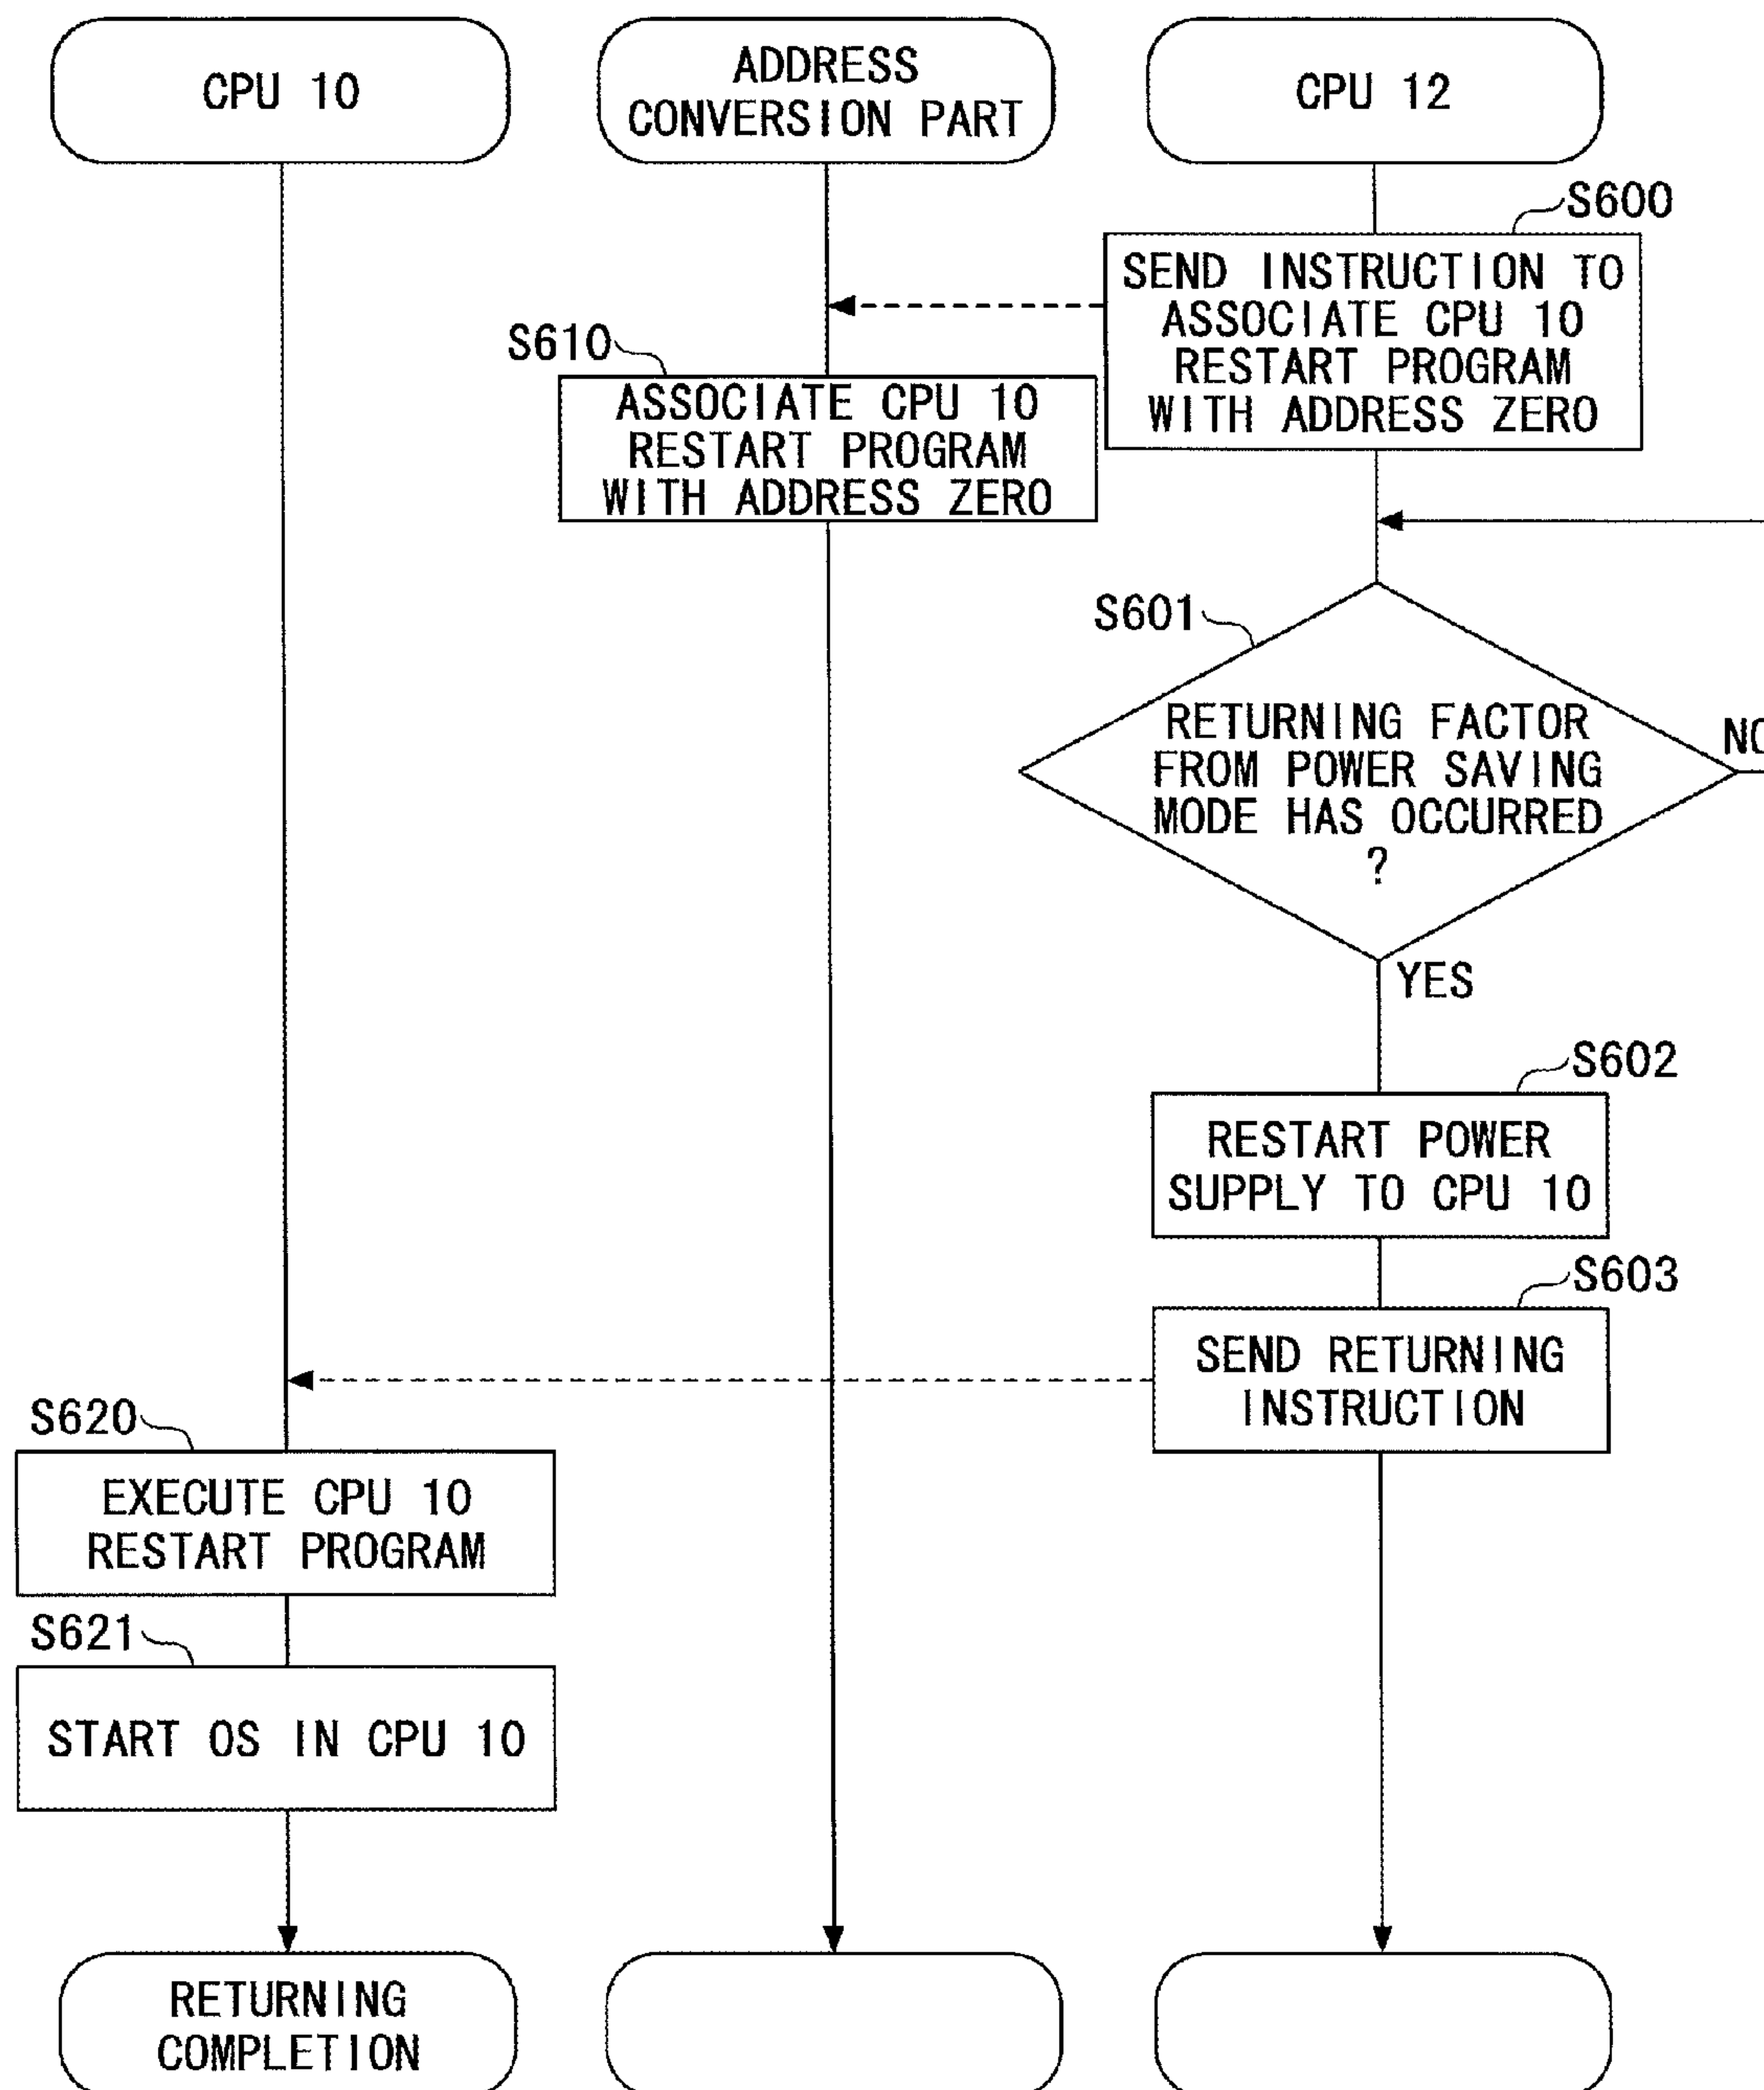 CPU 10
ADDRESS
CONVERSION PART
CPU 12
S600
SEND INSTRUCTION TO
ASSOCIATE CPU 10
RESTART PROGRAM
WITH ADDRESS ZERO
S610
ASSOCIATE CPU 10
RESTART PROGRAM
WITH ADDRESS ZERO
S601
RETURNING FACTOR
FROM POWER SAVING
MODE HAS OCCURRED
?
NO
YES
S602
RESTART POWER
SUPPLY TO CPU 10
S603
SEND RETURNING
INSTRUCTION
S620
EXECUTE CPU 10
RESTART PROGRAM
S621
START OS IN CPU 10
RETURNING
COMPLETION